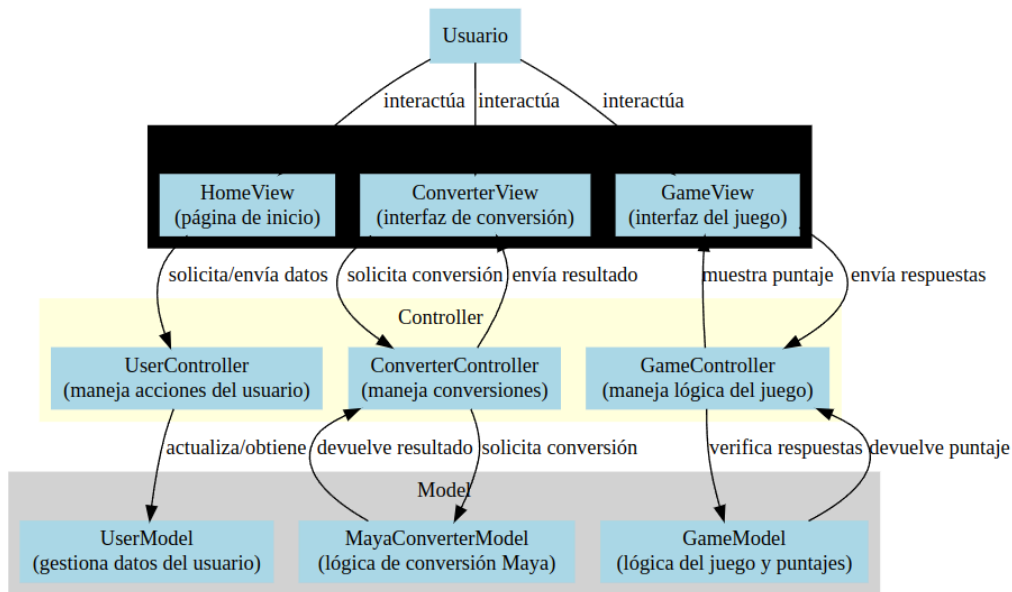 Usuario
interactúa
interactúa
interactúa
HomeView
(página de inicio)
ConverterView
(interfaz de conversión)
GameView
(interfaz del juego)
solicita/envía datos
solicita conversión
envía resultado
muestra puntaje
envía respuestas
Controller
UserController
(maneja acciones del usuario)
ConverterController
(maneja conversiones)
GameController
(maneja lógica del juego)
actualiza/obtiene
devuelve resultado
solicita conversión
verifica respuestas
devuelve puntaje
Model
UserModel
(gestiona datos del usuario)
MayaConverterModel
(lógica de conversión Maya)
GameModel
(lógica del juego y puntajes)